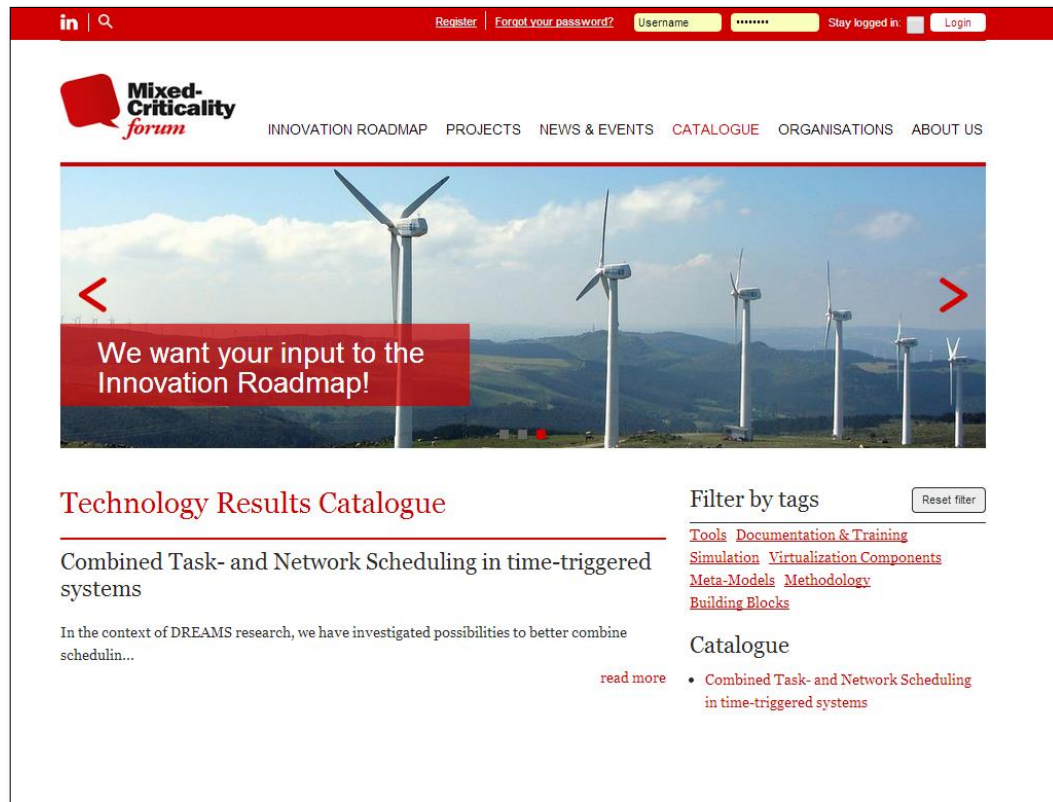 in
Register Forgot your password? Username •••••••• Stay logged in: Login
Mixed-
Criticality
forum
INNOVATION ROADMAP PROJECTS NEWS & EVENTS CATALOGUE ORGANISATIONS ABOUT US
We want your input to the
Innovation Roadmap!
Technology Results Catalogue
Combined Task- and Network Scheduling in time-triggered
systems
In the context of DREAMS research, we have investigated possibilities to better combine
schedulin...
read more
Filter by tags Reset filter
Tools Documentation & Training
Simulation Virtualization Components
Meta-Models Methodology
Building Blocks
Catalogue
• Combined Task- and Network Scheduling
in time-triggered systems